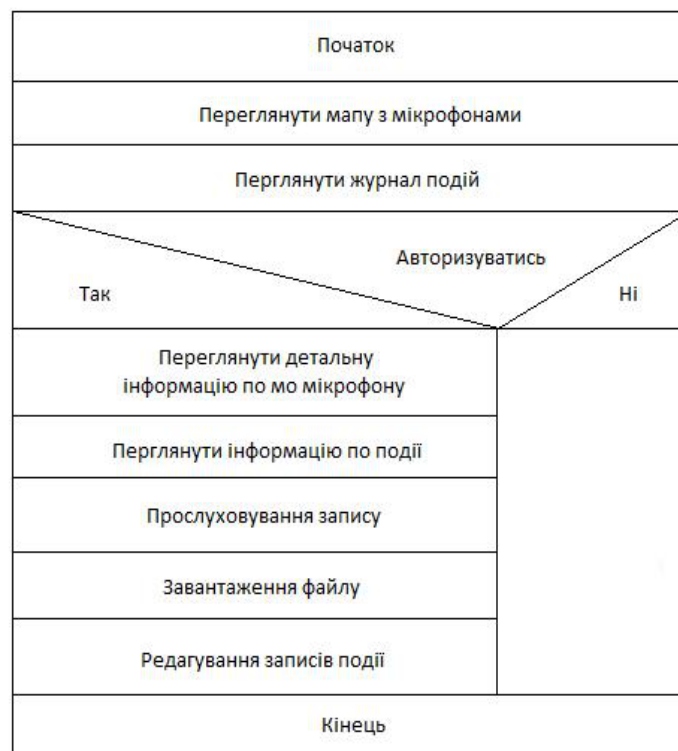 Початок
Переглянути мапу з мікрофонами
Перглянути журнал подій
Авторизуватись
Так
Ні
Переглянути детальну
інформацію по мо мікрофону
Перглянути інформацію по події
Прослуховування запису
Завантаження файлу
Редагування записів події
Кінець